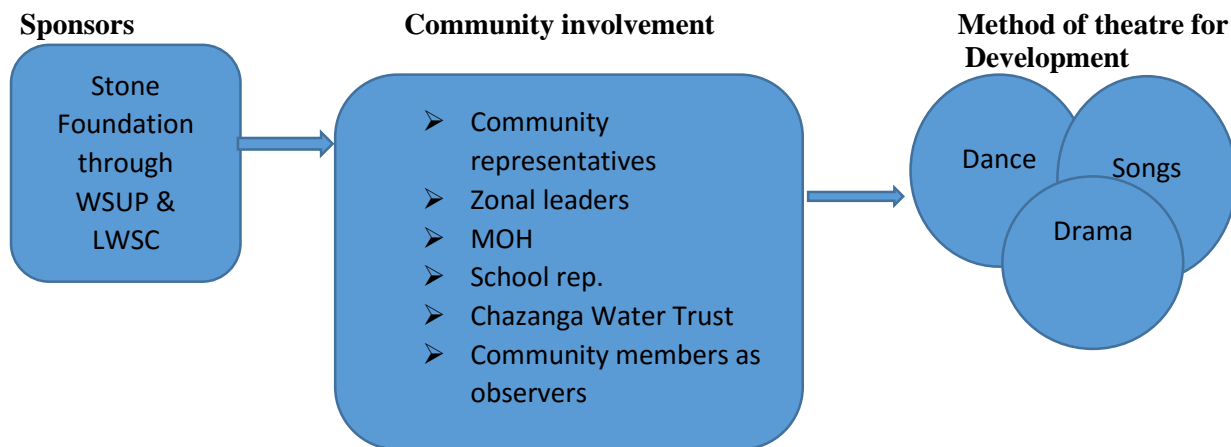 Sponsors
Stone
Foundation
through
WSUP &
LWSC
Community involvement
➢ Community
representatives
➢ Zonal leaders
➢ MOH
➢ School rep.
➢ Chazanga Water Trust
➢ Community members as
observers
Method of theatre for
Development
Dance
Songs
Drama